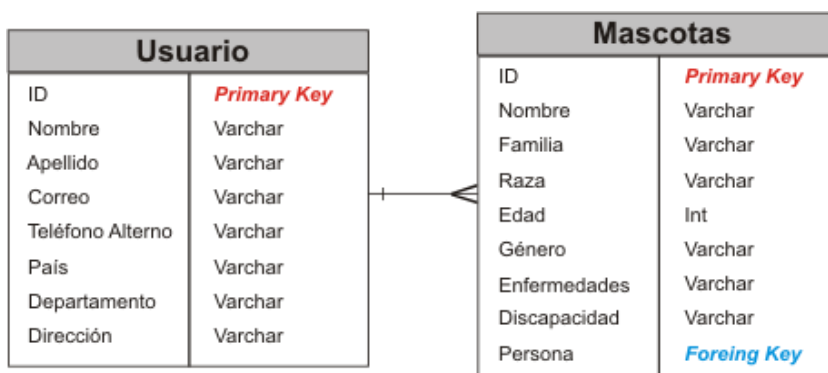 Usuario
ID Primary Key
Nombre Varchar
Apellido Varchar
Correo Varchar
Teléfono Alterno Varchar
País Varchar
Departamento Varchar
Dirección Varchar
Mascotas
ID Primary Key
Nombre Varchar
Familia Varchar
Raza Varchar
Edad Int
Género Varchar
Enfermedades Varchar
Discapacidad Varchar
Persona Foreing Key